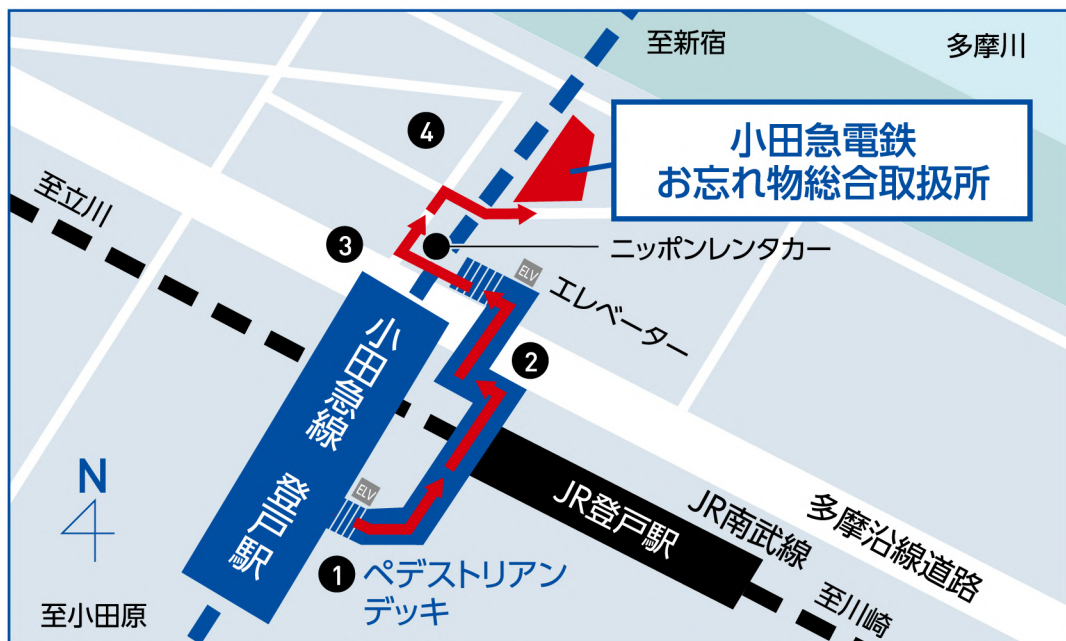 至新宿
多摩川
小田急電鉄
お忘れ物総合取扱所
4
至立川
3
ニッポンレンタカー
ELV
エレベーター
2
小田急線 登戸駅
N
ELV
JR登戸駅
JR南武線
多摩沿線道路
1 ペデストリアン
デッキ
至川崎
至小田原